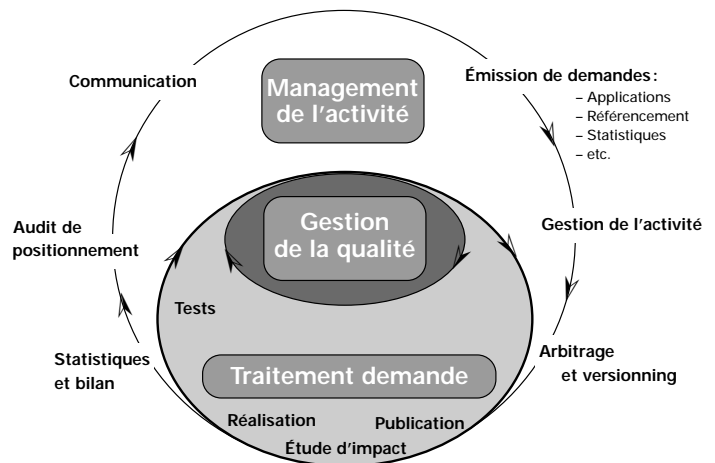 Communication
Management
de l'activité
Émission de demandes :
– Applications
– Référencement
– Statistiques
– etc.
Audit de
positionnement
Gestion
de la qualité
Gestion de l'activité
Tests
Statistiques
et bilan
Traitement demande
Arbitrage
et versionning
Réalisation
Publication
Étude d'impact